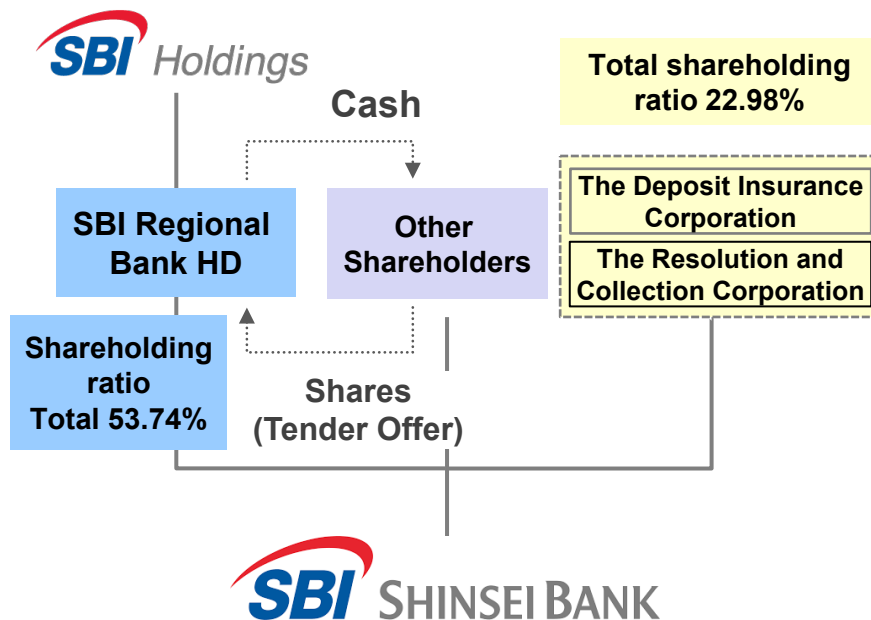 SBI Holdings
Total shareholding
ratio 22.98%
Cash
The Deposit Insurance
Corporation
The Resolution and
Collection Corporation
SBI Regional
Bank HD
Other
Shareholders
Shareholding
ratio
Total 53.74%
Shares
(Tender Offer)
SBI SHINSEI BANK